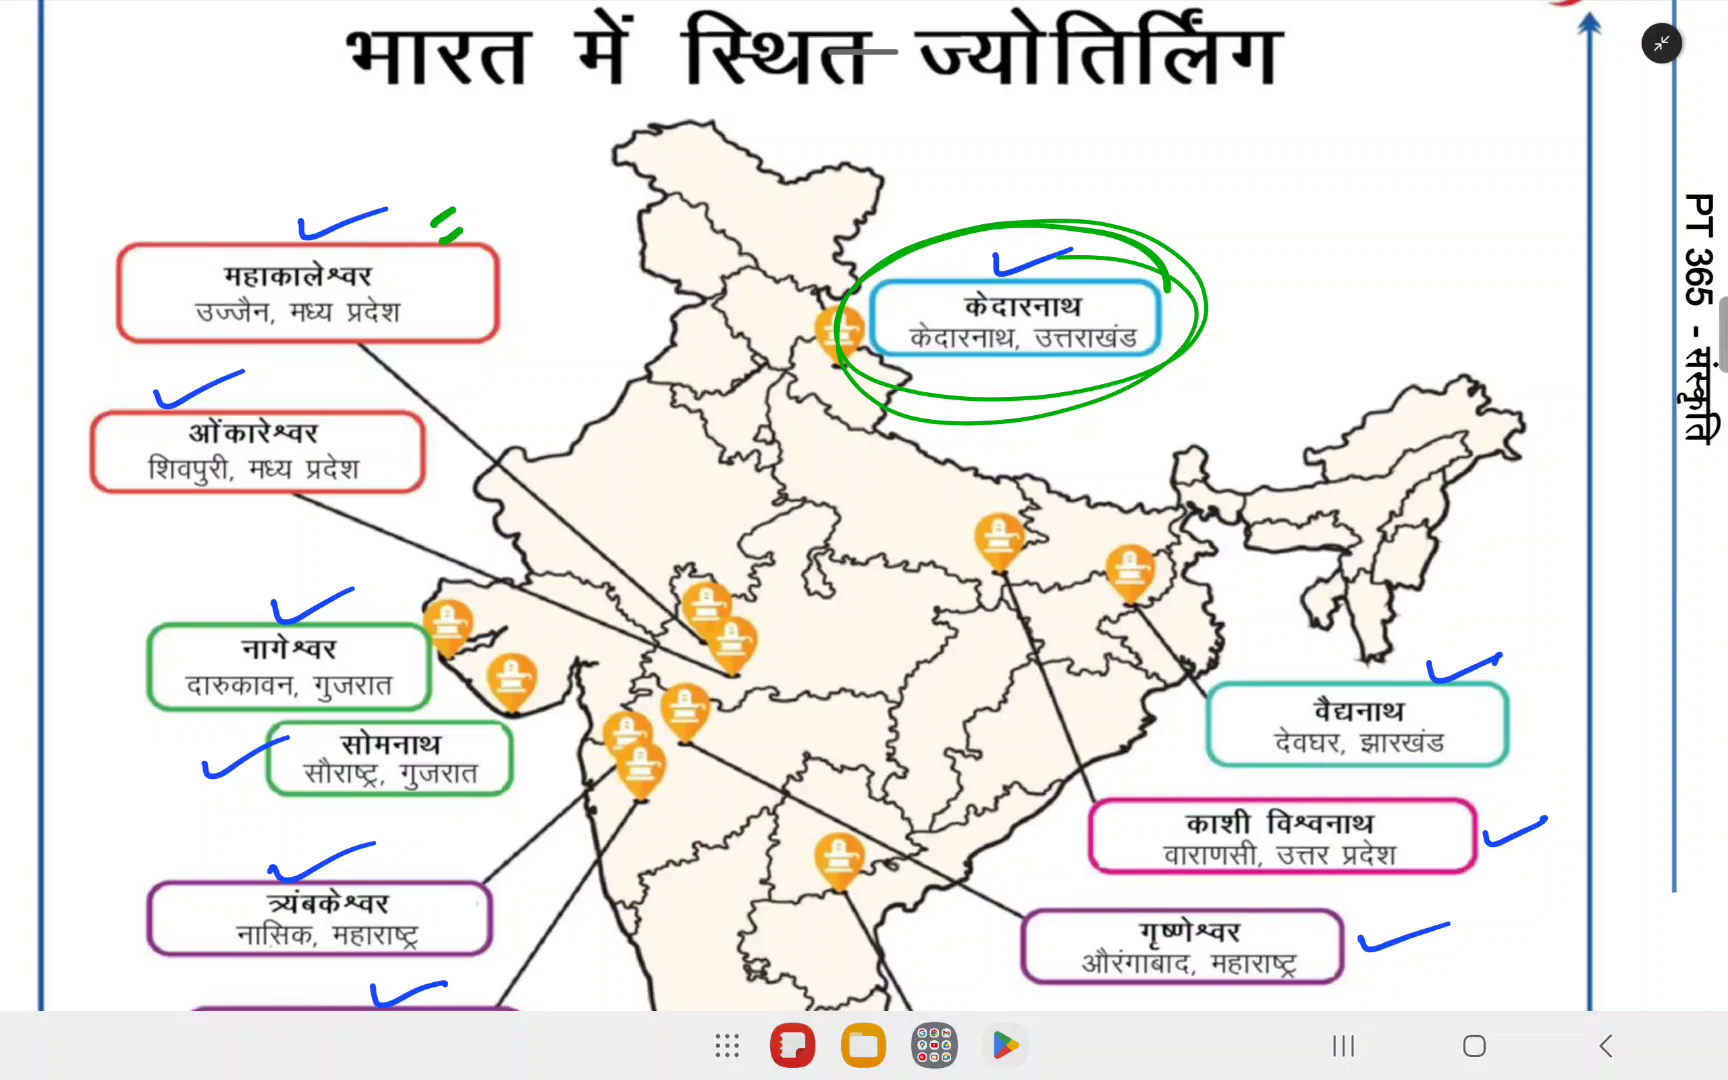 भारत में स्थित ज्योतिर्लिंग
महाकालेश्वर
उज्जैन, मध्य प्रदेश
केदारनाथ
केदारनाथ, उत्तराखंड
ओंकारेश्वर
शिवपुरी, मध्य प्रदेश
नागेश्वर
दारुकावन, गुजरात
सोमनाथ
सौराष्ट्र, गुजरात
वैद्यनाथ
देवघर, झारखंड
काशी विश्वनाथ
वाराणसी, उत्तर प्रदेश
त्र्यंबकेश्वर
नासिक, महाराष्ट्र
गृष्णेश्वर
औरंगाबाद, महाराष्ट्र
PT 365 - संस्कृति